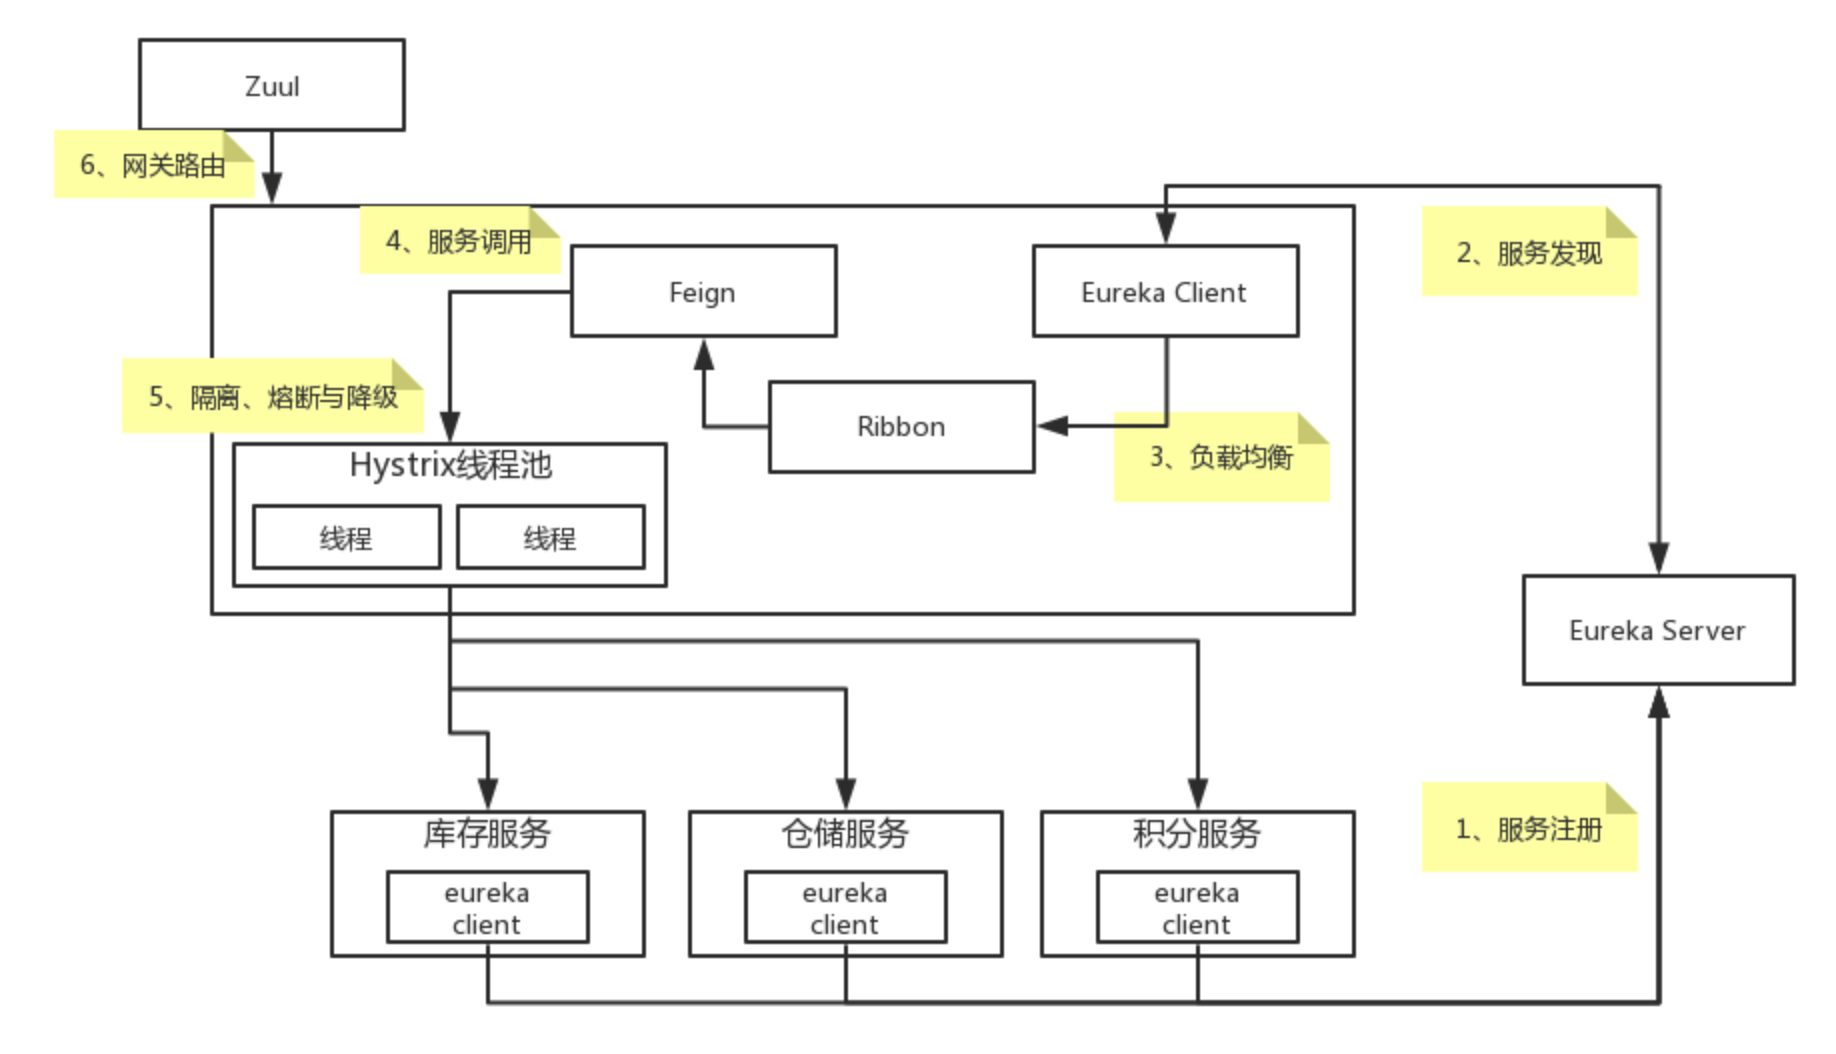 Zuul
6、网关路由
4、服务调用
2、服务发现
Feign
Eureka Client
5、隔离、熔断与降级
Ribbon
3、负载均衡
Hystrix线程池
线程
线程
Eureka Server
1、服务注册
库存服务
eureka
client
仓储服务
eureka
client
积分服务
eureka
client